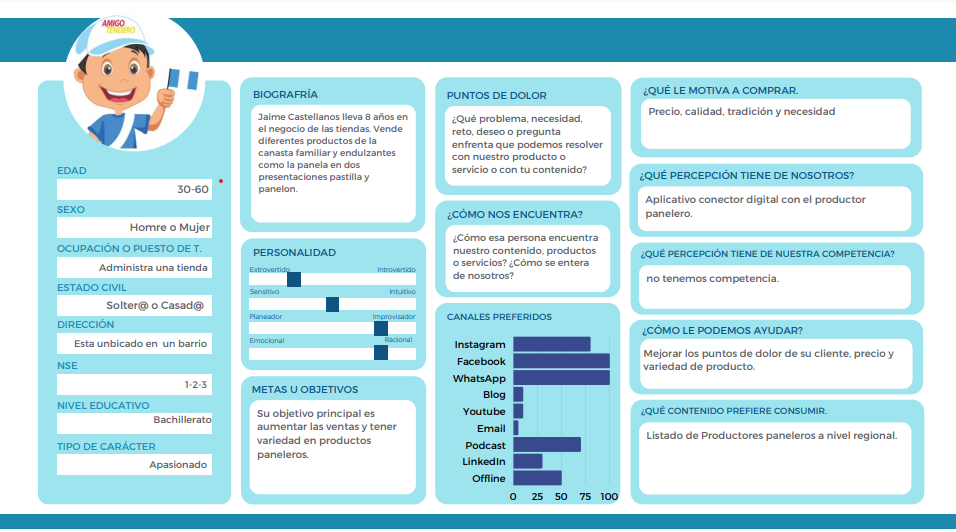 AMIGO
TENDERO
EDAD
30-60
SEXO
Homre o Mujer
OCUPACIÓN O PUESTO DE T.
Administra una tienda
ESTADO CIVIL
Solter@ o Casad@
DIRECCIÓN
Esta unbicado en un barrio
NSE
1-2-3
NIVEL EDUCATIVO
Bachillerato
TIPO DE CARÁCTER
Apasionado
BIOGRAFRÍA
Jaime Castellanos lleva 8 años en
el negocio de las tiendas. Vende
diferentes productos de la
canasta familiar y endulzantes
como la panela en dos
presentaciones pastilla y
panelon.
PERSONALIDAD
Extrovertido Introvertido
Sensitivo Intuitivo
Planeador Improvisador
Emocional Racional
METAS U OBJETIVOS
Su objetivo principal es
aumentar las ventas y tener
variedad en productos
paneleros.
PUNTOS DE DOLOR
¿Qué problema, necesidad,
reto, deseo o pregunta
enfrenta que podemos resolver
con nuestro producto o
servicio o con tu contenido?
¿CÓMO NOS ENCUENTRA?
¿Cómo esa persona encuentra
nuestro contenido, productos
o servicios? ¿Cómo se entera
de nosotros?
CANALES PREFERIDOS
Instagram
Facebook
WhatsApp
Blog
Youtube
Email
Podcast
LinkedIn
Offline
0 25 50 75 100
¿QUÉ LE MOTIVA A COMPRAR.
Precio, calidad, tradición y necesidad
¿QUÉ PERCEPCIÓN TIENE DE NOSOTROS?
Aplicativo conector digital con el productor
panelero.
¿QUÉ PERCEPCIÓN TIENE DE NUESTRA COMPETENCIA?
no tenemos competencia.
¿CÓMO LE PODEMOS AYUDAR?
Mejorar los puntos de dolor de su cliente, precio y
variedad de producto.
¿QUÉ CONTENIDO PREFIERE CONSUMIR.
Listado de Productores paneleros a nivel regional.